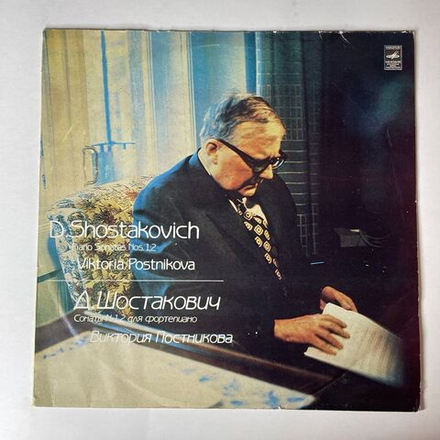 D. Shostakovich
Piano Sonatas Nos. 1,2
Viktoria Postnikova
Д. Шостакович
Сонаты № 1, 2 для фортепиано
Виктория Постникова